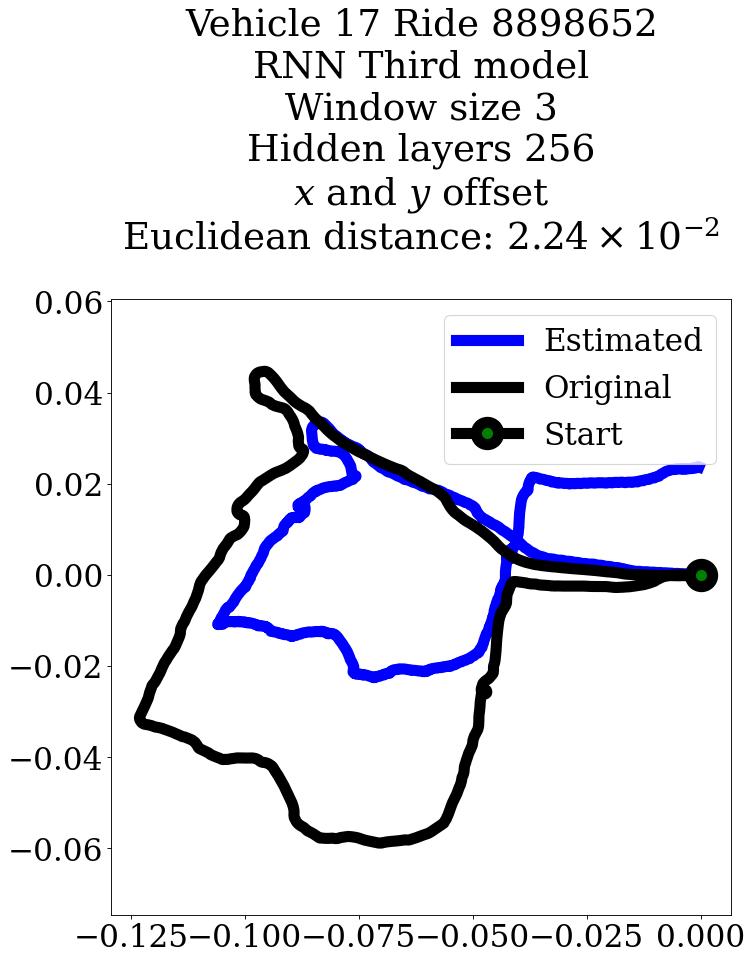 Vehicle 17 Ride 8898652
RNN Third model
Window size 3
Hidden layers 256
x and y offset
Euclidean distance: 2.24 × 10⁻²
Estimated
Original
Start
0.06
0.04
0.02
0.00
−0.02
−0.04
−0.06
−0.125 −0.100 −0.075 −0.050 −0.025 0.000